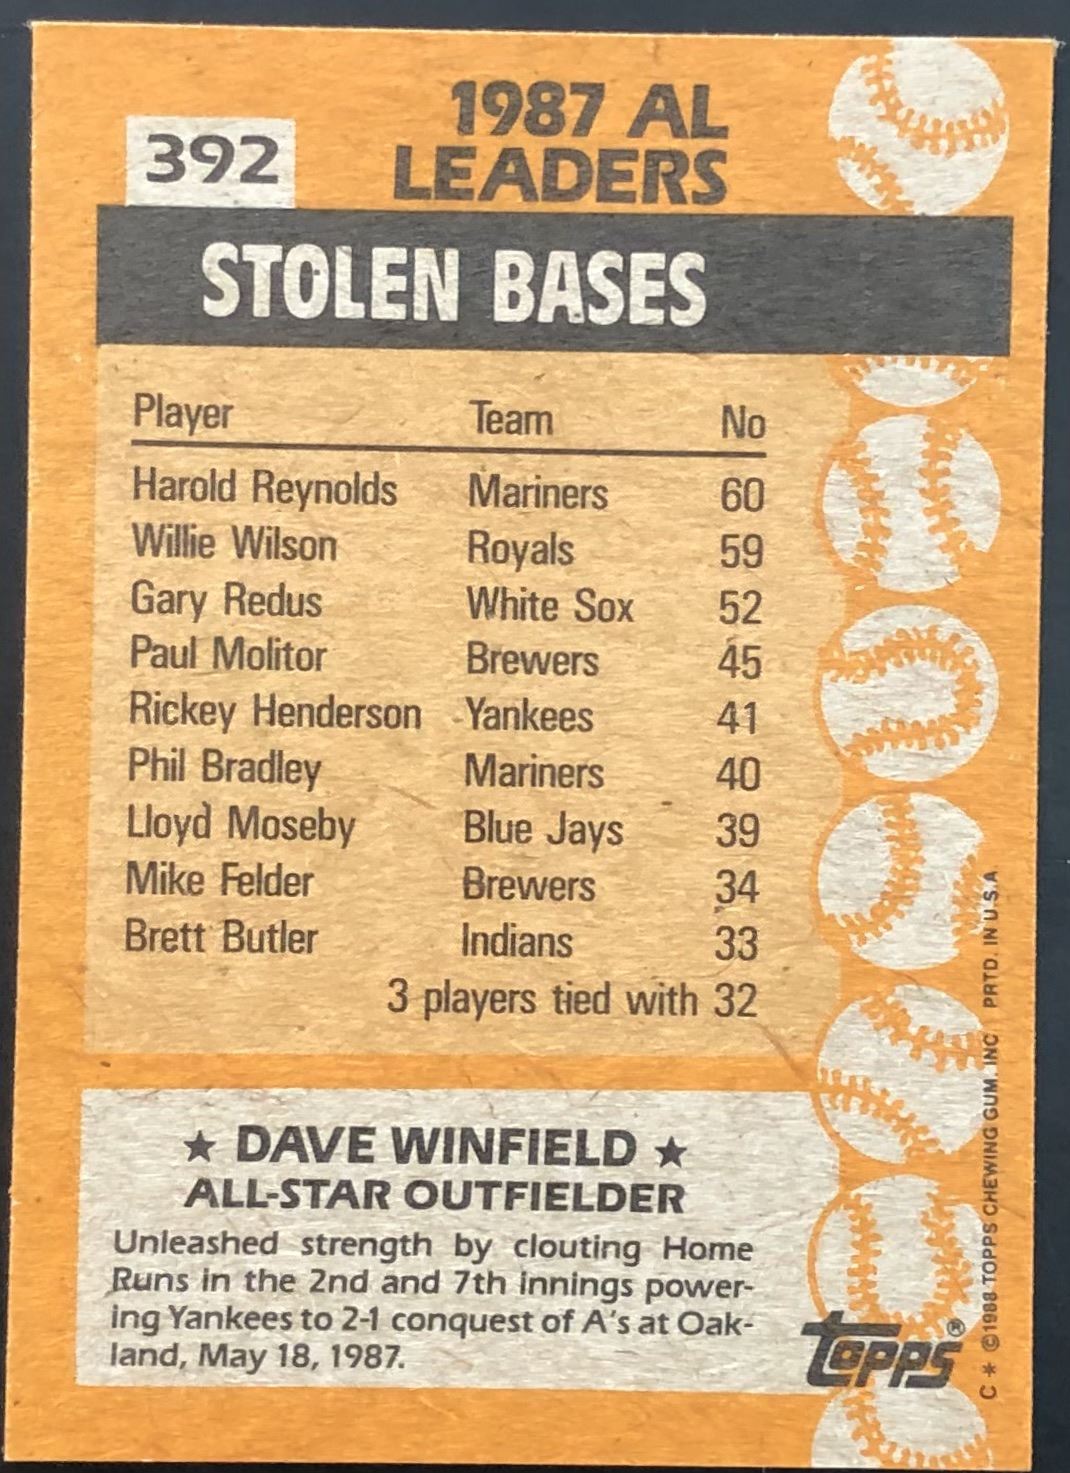 392
1987 AL
LEADERS
STOLEN BASES
Player Team No
Harold Reynolds Mariners 60
Willie Wilson Royals 59
Gary Redus White Sox 52
Paul Molitor Brewers 45
Rickey Henderson Yankees 41
Phil Bradley Mariners 40
Lloyd Moseby Blue Jays 39
Mike Felder Brewers 34
Brett Butler Indians 33
3 players tied with 32
★ DAVE WINFIELD ★
ALL-STAR OUTFIELDER
Unleashed strength by clouting Home
Runs in the 2nd and 7th innings power-
ing Yankees to 2-1 conquest of A's at Oak-
land, May 18, 1987.
topps®
C * ©1988 TOPPS CHEWING GUM, INC PRTD. IN U.S.A